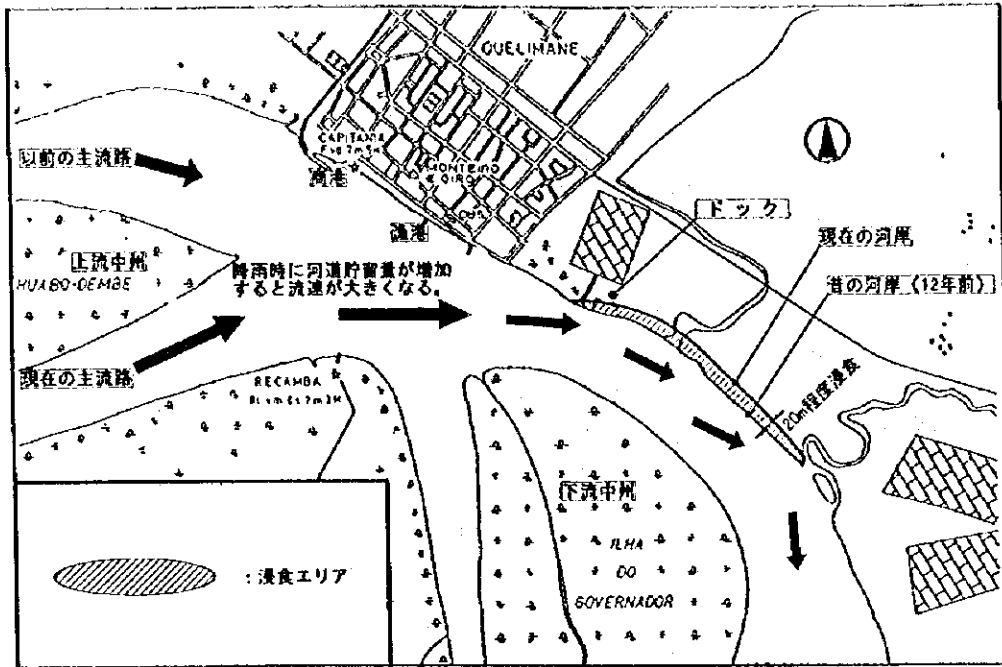 QUELIMANE
CAPITANIA
以前の主流路
商港
MONTEIRO
漁港
ドック
現在の河岸
上流中州
HUABO-DEMBE
降雨時に河道貯留量が増加
すると流速が大きくなる。
昔の河岸(12年前)
現在の主流路
RECAMBA
20m程度浸食
下流中州
ILHA
DO
GOVERNADOR
:浸食エリア